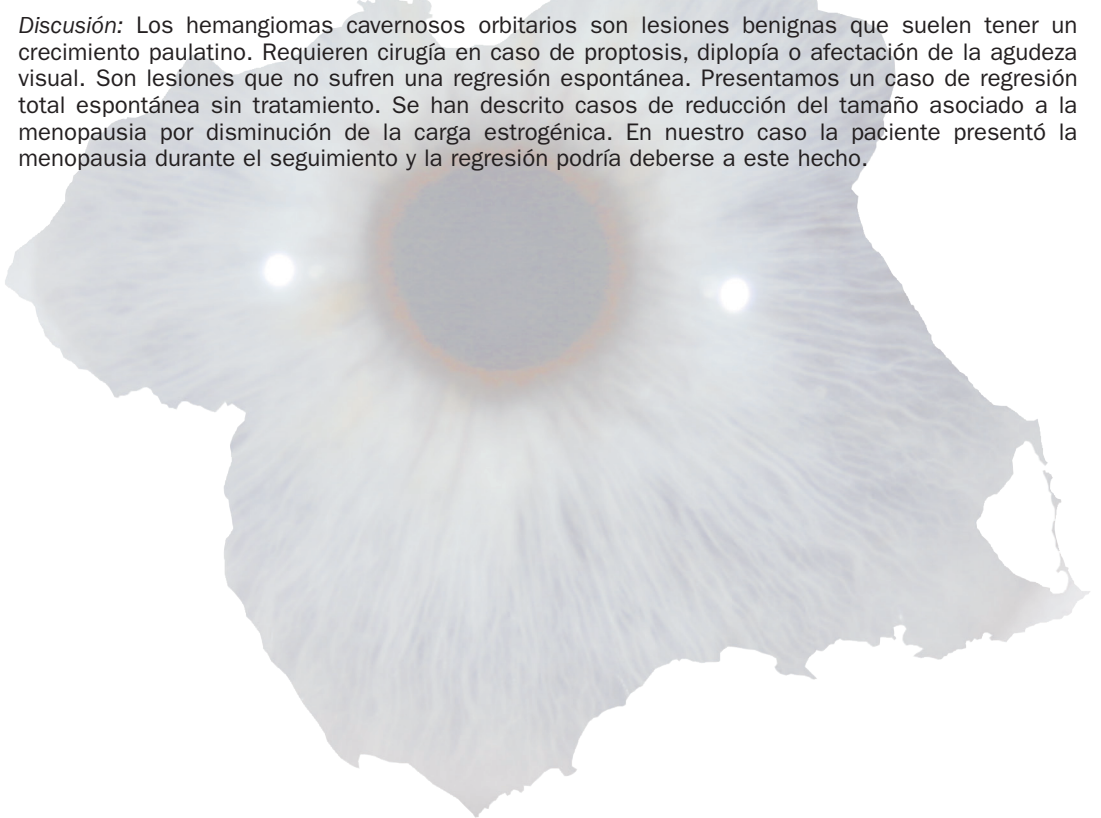 Discusión: Los hemangiomas cavernosos orbitarios son lesiones benignas que suelen tener un
crecimiento paulatino. Requieren cirugía en caso de proptosis, diplopía o afectación de la agudeza
visual. Son lesiones que no sufren una regresión espontánea. Presentamos un caso de regresión
total espontánea sin tratamiento. Se han descrito casos de reducción del tamaño asociado a la
menopausia por disminución de la carga estrogénica. En nuestro caso la paciente presentó la
menopausia durante el seguimiento y la regresión podría deberse a este hecho.